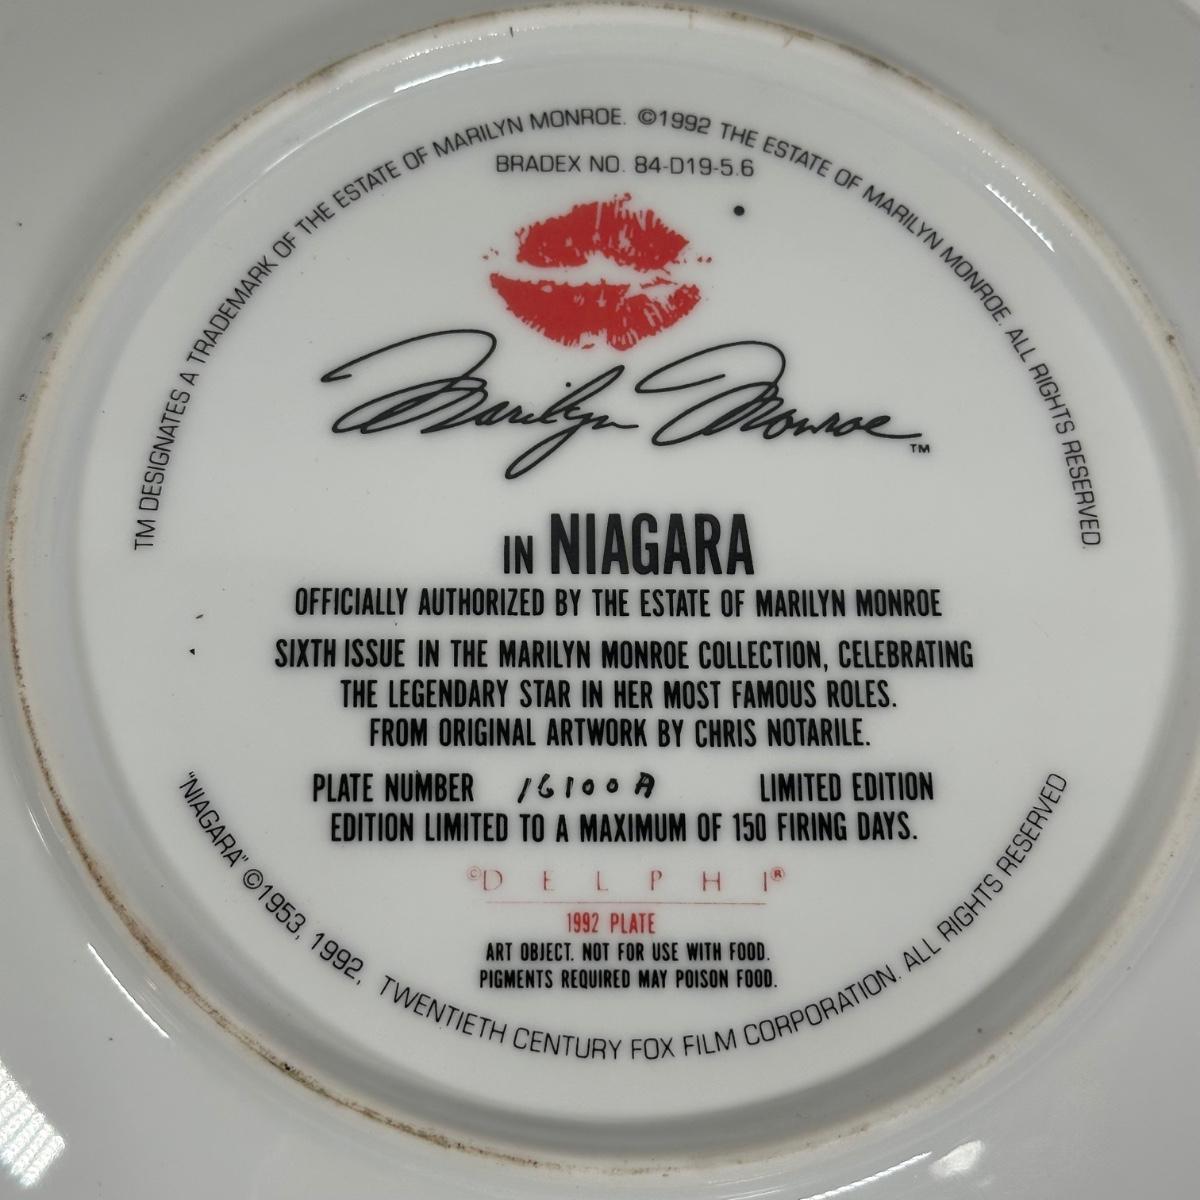 TM DESIGNATES A TRADEMARK OF THE ESTATE OF MARILYN MONROE. ©1992 THE ESTATE OF MARILYN MONROE. ALL RIGHTS RESERVED.
BRADEX NO. 84-D19-5.6
Marilyn Monroe™
IN NIAGARA
OFFICIALLY AUTHORIZED BY THE ESTATE OF MARILYN MONROE
SIXTH ISSUE IN THE MARILYN MONROE COLLECTION, CELEBRATING
THE LEGENDARY STAR IN HER MOST FAMOUS ROLES.
FROM ORIGINAL ARTWORK BY CHRIS NOTARILE.
PLATE NUMBER 16100A LIMITED EDITION
EDITION LIMITED TO A MAXIMUM OF 150 FIRING DAYS.
©DELPHI®
1992 PLATE
ART OBJECT. NOT FOR USE WITH FOOD.
PIGMENTS REQUIRED MAY POISON FOOD.
"NIAGARA" ©1953, 1992, TWENTIETH CENTURY FOX FILM CORPORATION. ALL RIGHTS RESERVED